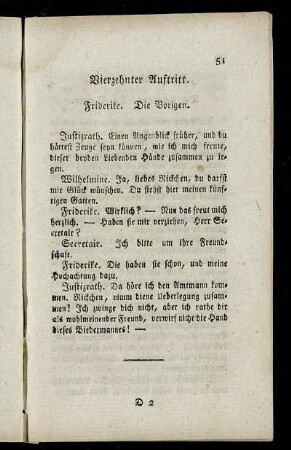 51
Vierzehnter Auftritt.
Friderike. Die Vorigen.
Justizrath. Einen Augenblick früher, und du
hättest Zeuge seyn können, wie ich mich freute,
dieser beyden Liebenden Hände zusammen zu le-
gen.
Wilhelmine. Ja, liebes Rickchen, du darfst
mir Glück wünschen. Du siehst hier meinen künf-
tigen Gatten.
Friderike. Wirklich? — Nun das freut mich
herzlich. — Haben sie mir verziehen, Herr Se-
cretair?
Secretair. Ich bitte um ihre Freund-
schaft.
Friderike. Die haben sie schon, und meine
Hochachtung dazu.
Justizrath. Da höre ich den Amtmann kom-
men. Rickchen, nimm diene Ueberlegung zusam-
men! Ich zwinge dich nicht, aber ich rathe dir
als wohlmeinender Freund, verwirf nicht die Hand
dieses Biedermannes! —
D 2